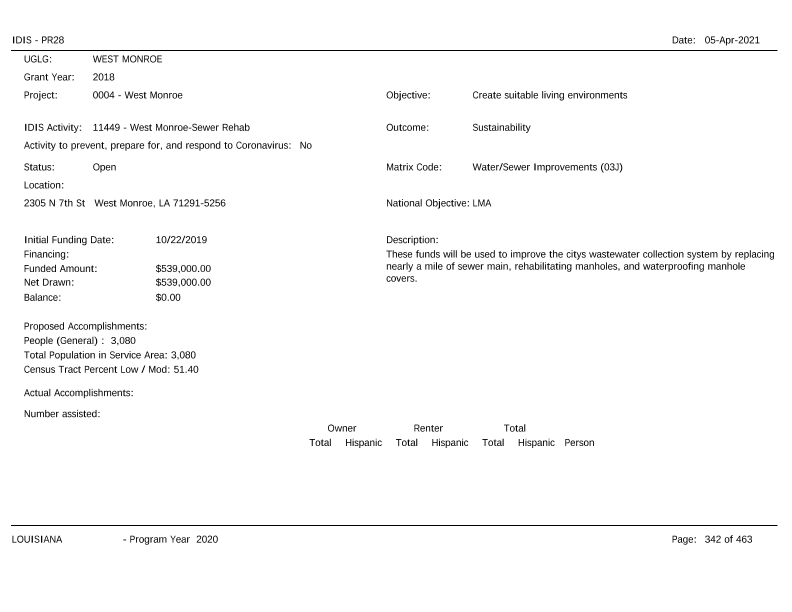 IDIS - PR28 Date: 05-Apr-2021
UGLG: WEST MONROE
Grant Year: 2018
Project: 0004 - West Monroe Objective: Create suitable living environments
IDIS Activity: 11449 - West Monroe-Sewer Rehab Outcome: Sustainability
Activity to prevent, prepare for, and respond to Coronavirus: No
Status: Open Matrix Code: Water/Sewer Improvements (03J)
Location:
2305 N 7th St West Monroe, LA 71291-5256 National Objective: LMA
Initial Funding Date: 10/22/2019 Description:
Financing: These funds will be used to improve the citys wastewater collection system by replacing
Funded Amount: $539,000.00 nearly a mile of sewer main, rehabilitating manholes, and waterproofing manhole
Net Drawn: $539,000.00 covers.
Balance: $0.00
Proposed Accomplishments:
People (General) : 3,080
Total Population in Service Area: 3,080
Census Tract Percent Low / Mod: 51.40
Actual Accomplishments:
Number assisted:
Owner Renter Total
Total Hispanic Total Hispanic Total Hispanic Person
LOUISIANA - Program Year 2020 Page: 342 of 463